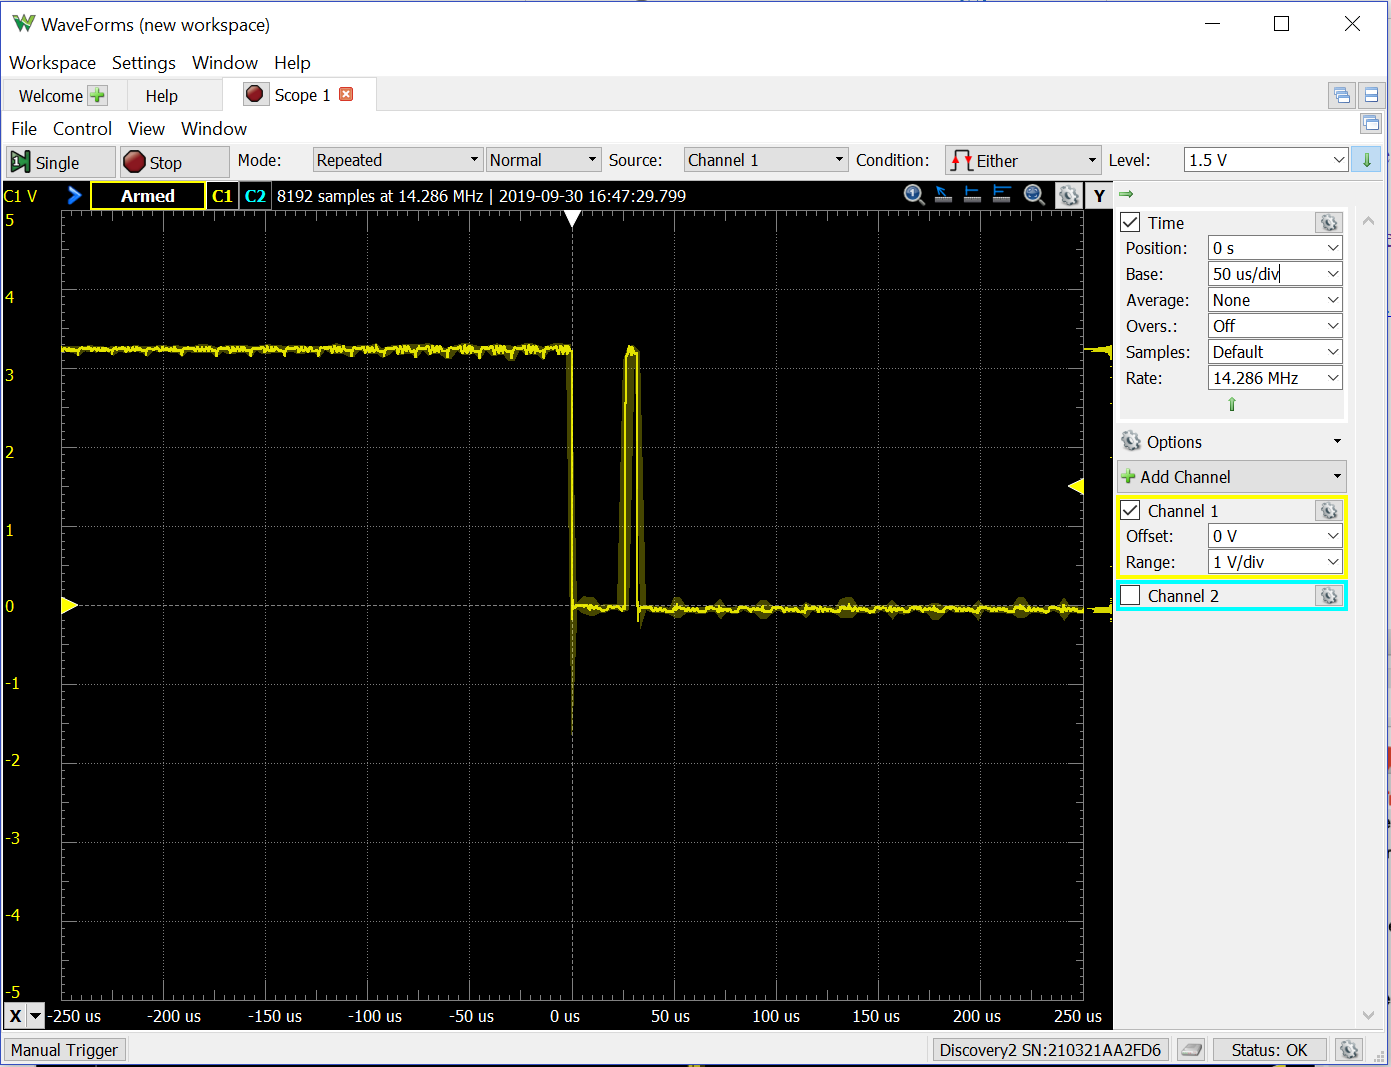 WaveForms (new workspace)
Workspace Settings Window Help
Welcome Help Scope 1
File Control View Window
Single Stop Mode: Repeated Normal Source: Channel 1 Condition: Either Level: 1.5 V
C1 V Armed C1 C2 8192 samples at 14.286 MHz | 2019-09-30 16:47:29.799 Y
5
4
3
2
1
0
-1
-2
-3
-4
-5
X -250 us -200 us -150 us -100 us -50 us 0 us 50 us 100 us 150 us 200 us 250 us
Time
Position: 0 s
Base: 50 us/div
Average: None
Overs.: Off
Samples: Default
Rate: 14.286 MHz
Options
Add Channel
Channel 1
Offset: 0 V
Range: 1 V/div
Channel 2
Manual Trigger Discovery2 SN:210321AA2FD6 Status: OK